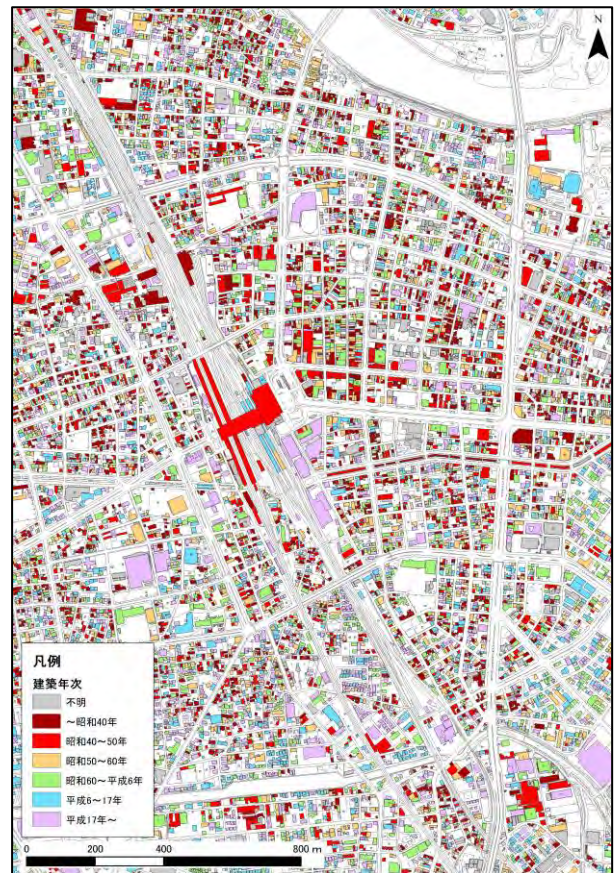 N
凡例
建築年次
不明
～昭和40年
昭和40～50年
昭和50～60年
昭和60～平成6年
平成6～17年
平成17年～
0 200 400 800 m